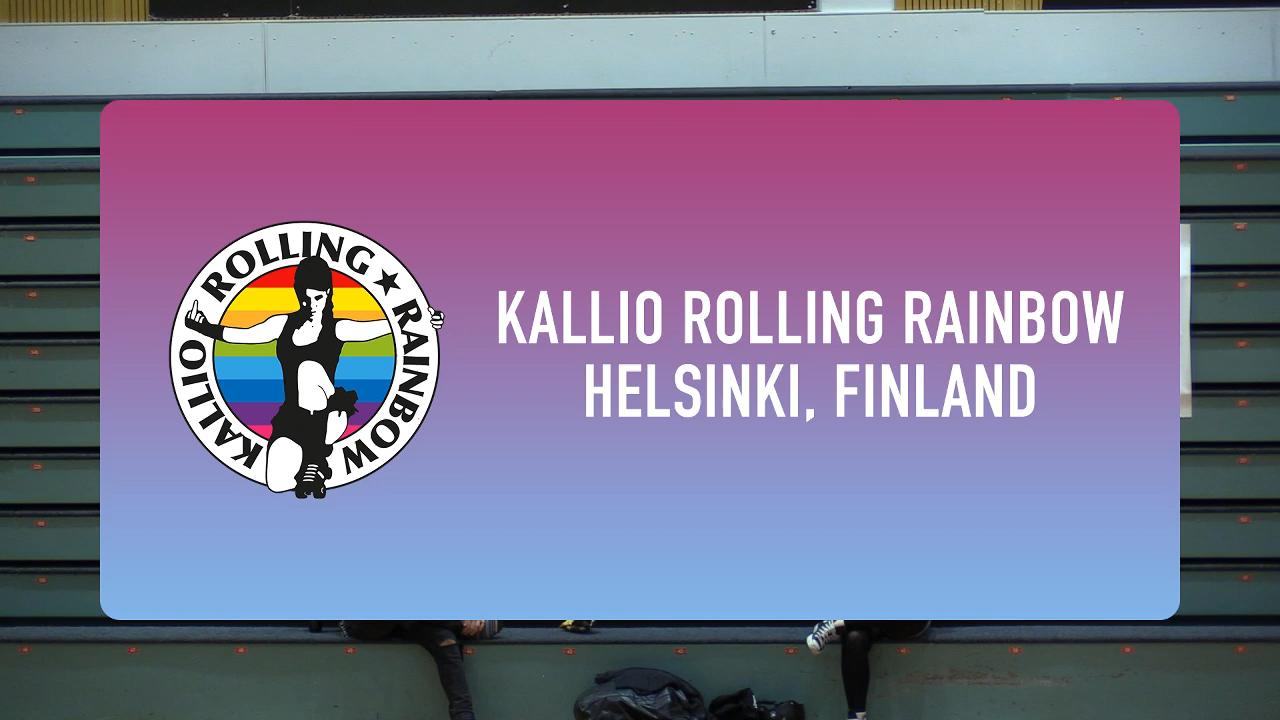 ROLLING ★ RAINBOW
KALLIO
KALLIO ROLLING RAINBOW
HELSINKI, FINLAND